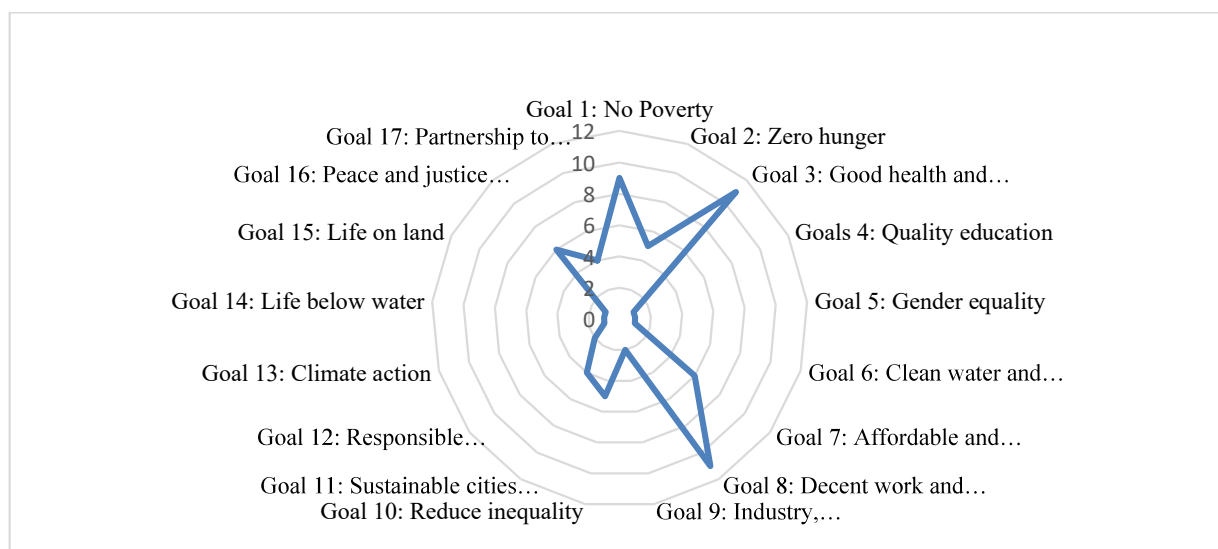 Goal 1: No Poverty
Goal 2: Zero hunger
Goal 3: Good health and…
Goals 4: Quality education
Goal 5: Gender equality
Goal 6: Clean water and…
Goal 7: Affordable and…
Goal 8: Decent work and…
Goal 9: Industry,…
Goal 10: Reduce inequality
Goal 11: Sustainable cities…
Goal 12: Responsible…
Goal 13: Climate action
Goal 14: Life below water
Goal 15: Life on land
Goal 16: Peace and justice…
Goal 17: Partnership to…
12
10
8
6
4
2
0